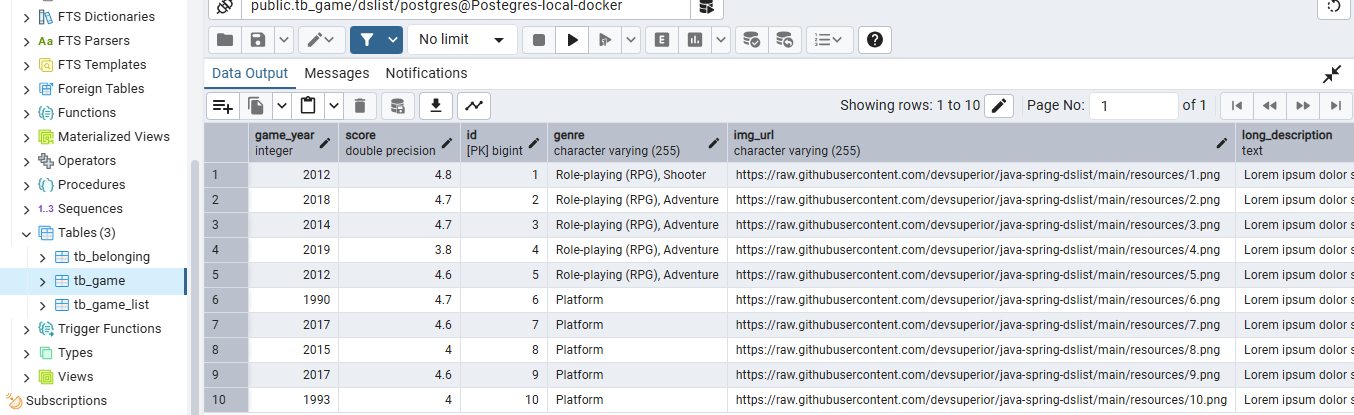 public.tb_game/dslist/postgres@Postegres-local-docker
No limit
E
Data Output Messages Notifications
Showing rows: 1 to 10 Page No: 1 of 1
FTS Dictionaries
Aa FTS Parsers
FTS Templates
Foreign Tables
Functions
Materialized Views
Operators
Procedures
1..3 Sequences
Tables (3)
tb_belonging
tb_game
tb_game_list
Trigger Functions
Types
Views
Subscriptions
game_year score id genre img_url long_description
integer double precision [PK] bigint character varying (255) character varying (255) text
1 2012 4.8 1 Role-playing (RPG), Shooter https://raw.githubusercontent.com/devsuperior/java-spring-dslist/main/resources/1.png Lorem ipsum dolor s
2 2018 4.7 2 Role-playing (RPG), Adventure https://raw.githubusercontent.com/devsuperior/java-spring-dslist/main/resources/2.png Lorem ipsum dolor s
3 2014 4.7 3 Role-playing (RPG), Adventure https://raw.githubusercontent.com/devsuperior/java-spring-dslist/main/resources/3.png Lorem ipsum dolor s
4 2019 3.8 4 Role-playing (RPG), Adventure https://raw.githubusercontent.com/devsuperior/java-spring-dslist/main/resources/4.png Lorem ipsum dolor s
5 2012 4.6 5 Role-playing (RPG), Adventure https://raw.githubusercontent.com/devsuperior/java-spring-dslist/main/resources/5.png Lorem ipsum dolor s
6 1990 4.7 6 Platform https://raw.githubusercontent.com/devsuperior/java-spring-dslist/main/resources/6.png Lorem ipsum dolor s
7 2017 4.6 7 Platform https://raw.githubusercontent.com/devsuperior/java-spring-dslist/main/resources/7.png Lorem ipsum dolor s
8 2015 4 8 Platform https://raw.githubusercontent.com/devsuperior/java-spring-dslist/main/resources/8.png Lorem ipsum dolor s
9 2017 4.6 9 Platform https://raw.githubusercontent.com/devsuperior/java-spring-dslist/main/resources/9.png Lorem ipsum dolor s
10 1993 4 10 Platform https://raw.githubusercontent.com/devsuperior/java-spring-dslist/main/resources/10.png Lorem ipsum dolor s